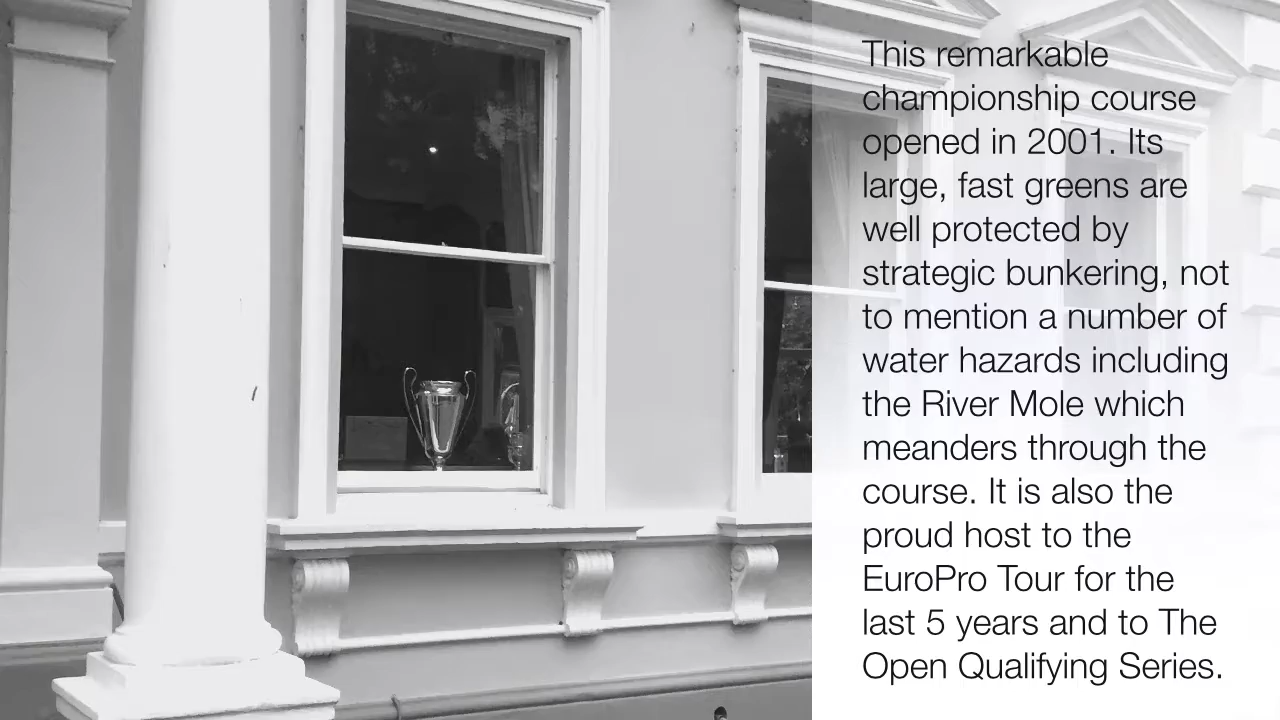 This remarkable
championship course
opened in 2001. Its
large, fast greens are
well protected by
strategic bunkering, not
to mention a number of
water hazards including
the River Mole which
meanders through the
course. It is also the
proud host to the
EuroPro Tour for the
last 5 years and to The
Open Qualifying Series.